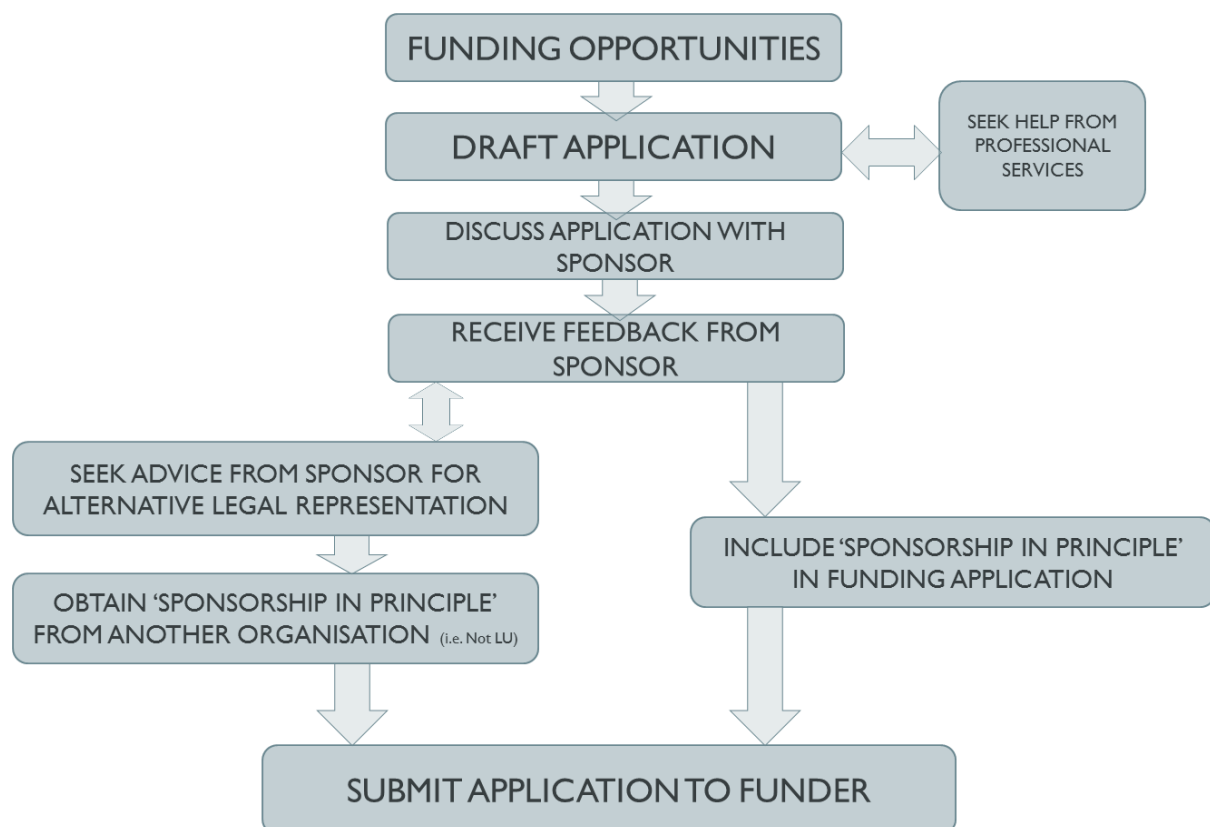 FUNDING OPPORTUNITIES
DRAFT APPLICATION
SEEK HELP FROM
PROFESSIONAL
SERVICES
DISCUSS APPLICATION WITH
SPONSOR
RECEIVE FEEDBACK FROM
SPONSOR
SEEK ADVICE FROM SPONSOR FOR
ALTERNATIVE LEGAL REPRESENTATION
INCLUDE ‘SPONSORSHIP IN PRINCIPLE’
IN FUNDING APPLICATION
OBTAIN ‘SPONSORSHIP IN PRINCIPLE’
FROM ANOTHER ORGANISATION (i.e. Not LU)
SUBMIT APPLICATION TO FUNDER